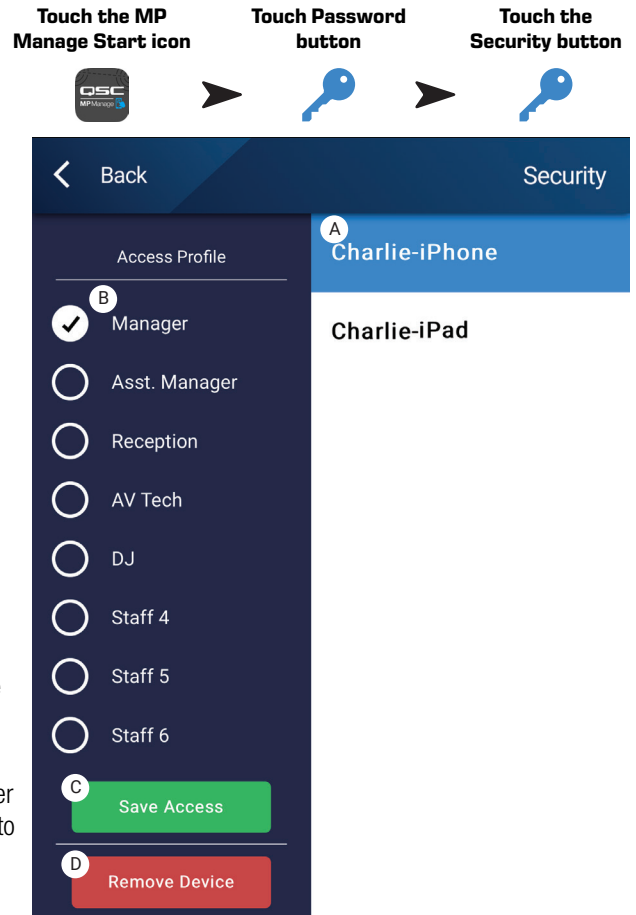 Touch the MP
Manage Start icon
Touch Password
button
Touch the
Security button
QSC
MP Manage
Back
Security
Access Profile
A
Charlie-iPhone
B
Manager
Charlie-iPad
Asst. Manager
Reception
AV Tech
DJ
Staff 4
Staff 5
Staff 6
er
C
Save Access
to
D
Remove Device